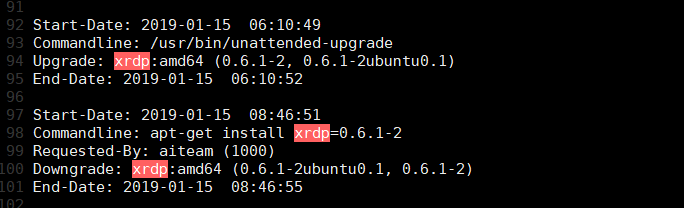 91
92 Start-Date: 2019-01-15  06:10:49
93 Commandline: /usr/bin/unattended-upgrade
94 Upgrade: xrdp:amd64 (0.6.1-2, 0.6.1-2ubuntu0.1)
95 End-Date: 2019-01-15  06:10:52
96
97 Start-Date: 2019-01-15  08:46:51
98 Commandline: apt-get install xrdp=0.6.1-2
99 Requested-By: aiteam (1000)
100 Downgrade: xrdp:amd64 (0.6.1-2ubuntu0.1, 0.6.1-2)
101 End-Date: 2019-01-15  08:46:55
102